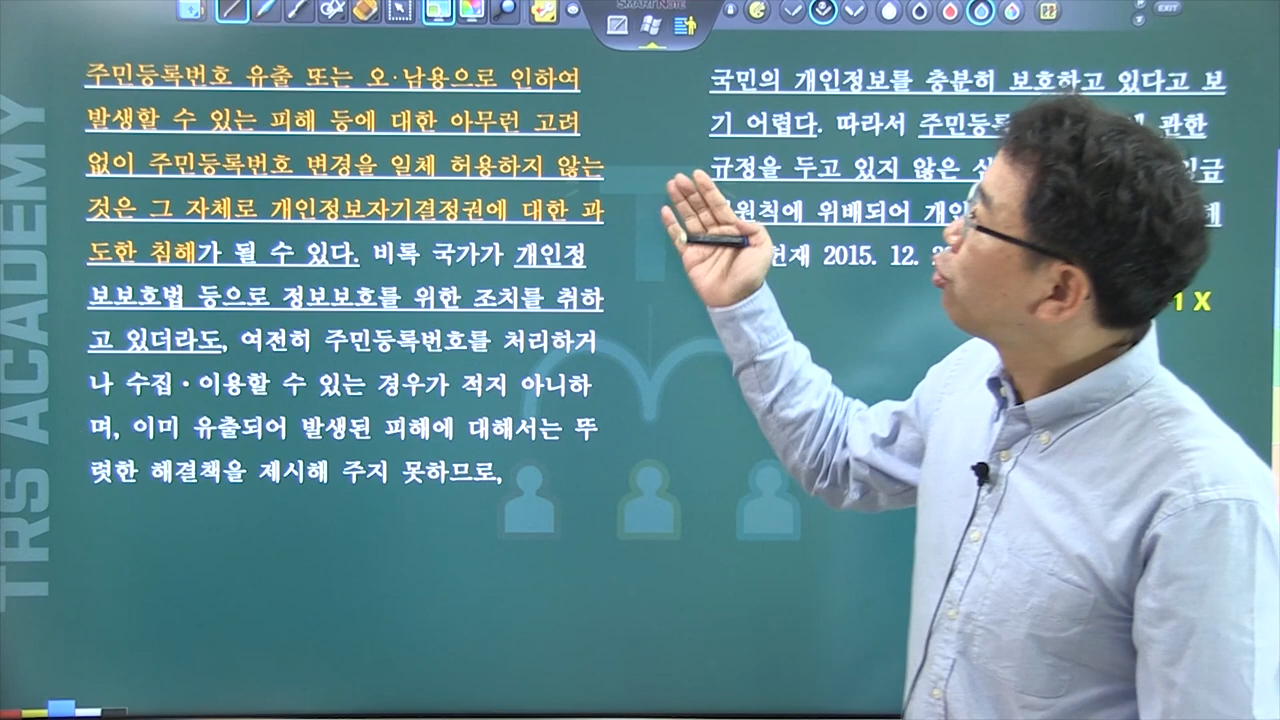 SMART NOTE
EXIT
TRS ACADEMY
주민등록번호 유출 또는 오·남용으로 인하여
발생할 수 있는 피해 등에 대한 아무런 고려
없이 주민등록번호 변경을 일체 허용하지 않는
것은 그 자체로 개인정보자기결정권에 대한 과
도한 침해가 될 수 있다. 비록 국가가 개인정
보보호법 등으로 정보보호를 위한 조치를 취하
고 있더라도, 여전히 주민등록번호를 처리하거
나 수집·이용할 수 있는 경우가 적지 아니하
며, 이미 유출되어 발생된 피해에 대해서는 뚜
렷한 해결책을 제시해 주지 못하므로,
국민의 개인정보를 충분히 보호하고 있다고 보
기 어렵다. 따라서 주민등 관한
규정을 두고 있지 않은
원칙에 위배되어 개인
헌재 2015. 12.
1 X